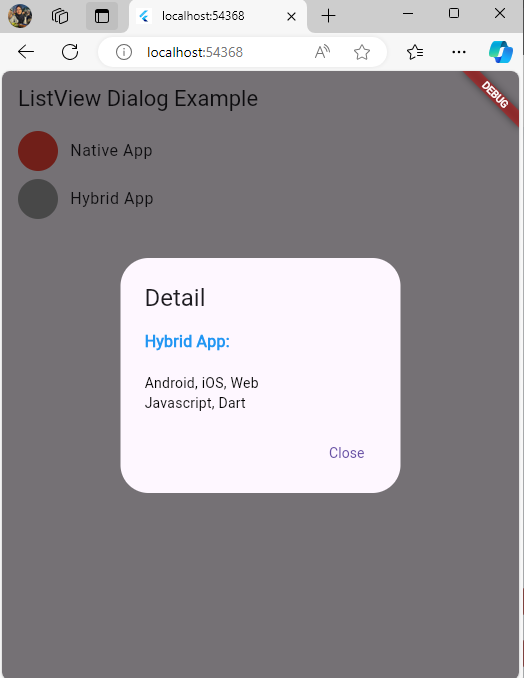 localhost:54368
localhost:54368
ListView Dialog Example
DEBUG
Native App
Hybrid App
Detail
Hybrid App:
Android, iOS, Web
Javascript, Dart
Close